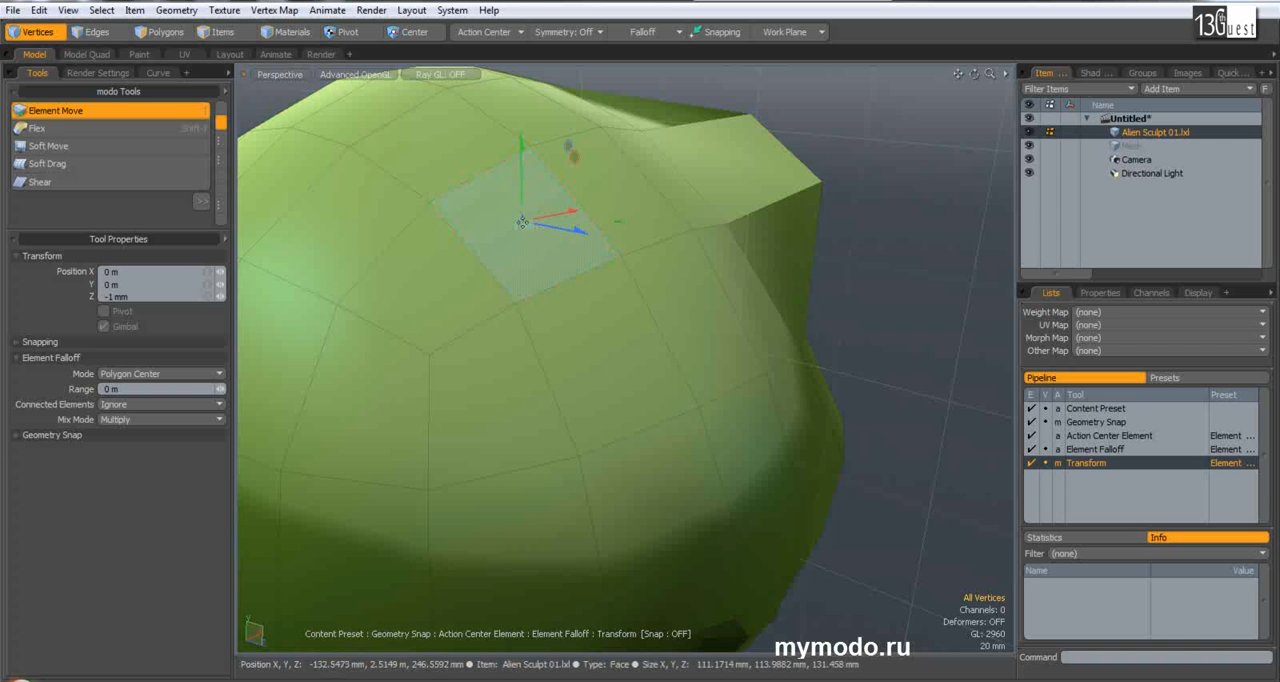 File Edit View Select Item Geometry Texture Vertex Map Animate Render Layout System Help
13th Guest
Vertices Edges Polygons Items Materials Pivot Center Action Center Symmetry: Off Falloff Snapping Work Plane
Model Model Quad Paint UV Layout Animate Render +
Tools Render Settings Curve +
modo Tools
Element Move
Flex Shift-F
Soft Move
Soft Drag
Shear
>>
Tool Properties
Transform
Position X 0 m
Y 0 m
Z -1 mm
Pivot
Gimbal
Snapping
Element Falloff
Mode Polygon Center
Range 0 m
Connected Elements Ignore
Mix Mode Multiply
Geometry Snap
Perspective Advanced OpenGL Ray GL: OFF
All Vertices
Channels: 0
Deformers: OFF
GL: 2960
20 mm
Content Preset : Geometry Snap : Action Center Element : Element Falloff : Transform [Snap : OFF]
mymodo.ru
Position X, Y, Z: -132.5473 mm, 2.5149 m, 246.5592 mm Item: Alien Sculpt 01.lxl Type: Face Size X, Y, Z: 111.1714 mm, 113.9882 mm, 131.458 mm
Item ... Shad ... Groups Images Quick... +
Filter Items Add Item F
Name
Untitled*
Alien Sculpt 01.lxl
Mesh
Camera
Directional Light
Lists Properties Channels Display +
Weight Map (none)
UV Map (none)
Morph Map (none)
Other Map (none)
Pipeline Presets
E V A Tool Preset
a Content Preset
m Geometry Snap
a Action Center Element Element ...
a Element Falloff Element ...
m Transform Element ...
Statistics Info
Filter (none)
Name Value
Command